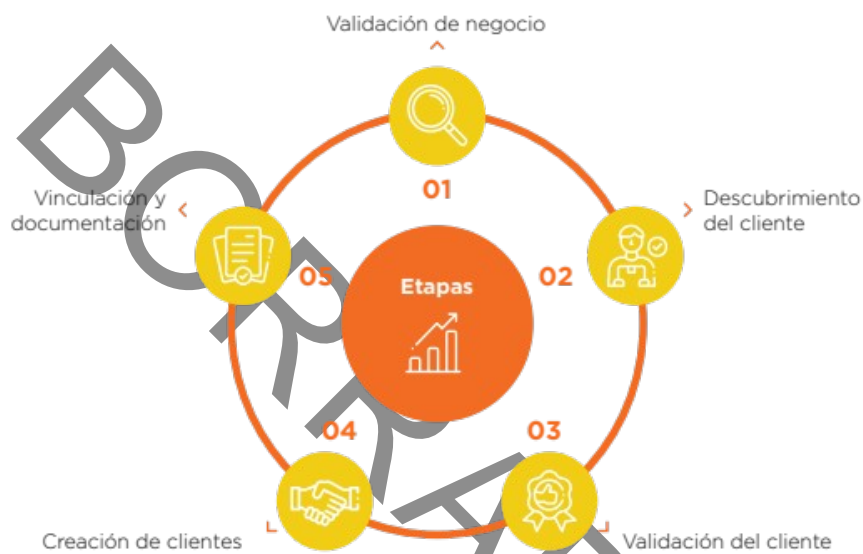 Validación de negocio
01
Vinculación y
documentación
05
Etapas
02
Descubrimiento
del cliente
04
03
Creación de clientes
Validación del cliente